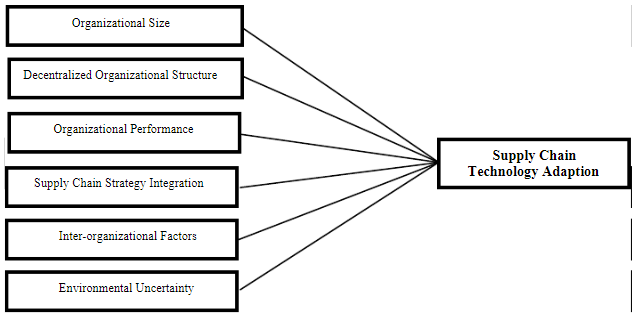 Organizational Size
Decentralized Organizational Structure
Organizational Performance
Supply Chain Strategy Integration
Inter-organizational Factors
Environmental Uncertainty
Supply Chain
Technology Adaption